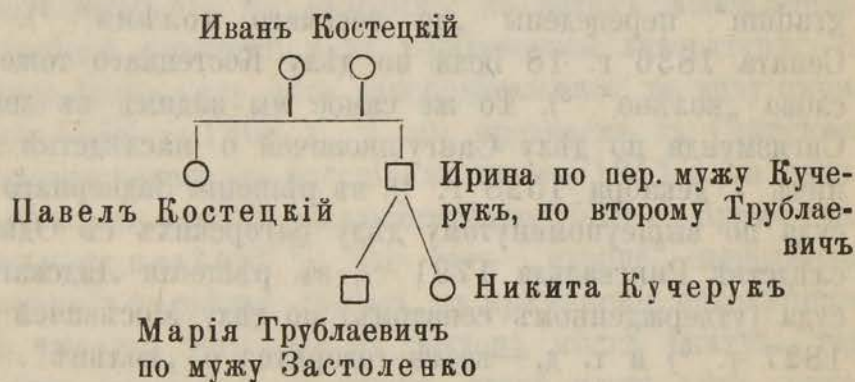 Иванъ Костецкій
Павелъ Костецкій
Ирина по пер. мужу Куче-
рукъ, по второму Трублае-
вичъ
Никита Кучерукъ
Марія Трублаевичъ
по мужу Застоленко